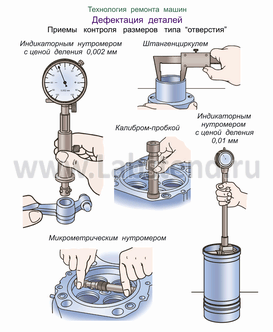 Технология ремонта машин
Дефектация деталей
Приемы контроля размеров типа "отверстия"
Индикаторным нутромером
с ценой деления
0,002 мм
Штангенциркулем
Калибром-пробкой
Индикаторным
нутромером
с ценой деления
0,01 мм
Микрометрическим нутромером